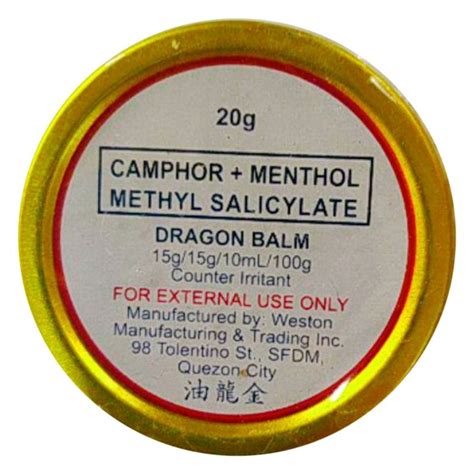 20g
CAMPHOR + MENTHOL
METHYL SALICYLATE
DRAGON BALM
15g/15g/10mL/100g
Counter Irritant
FOR EXTERNAL USE ONLY
Manufactured by: Weston
Manufacturing & Trading Inc.
98 Tolentino St., SFDM,
Quezon City
油龍金